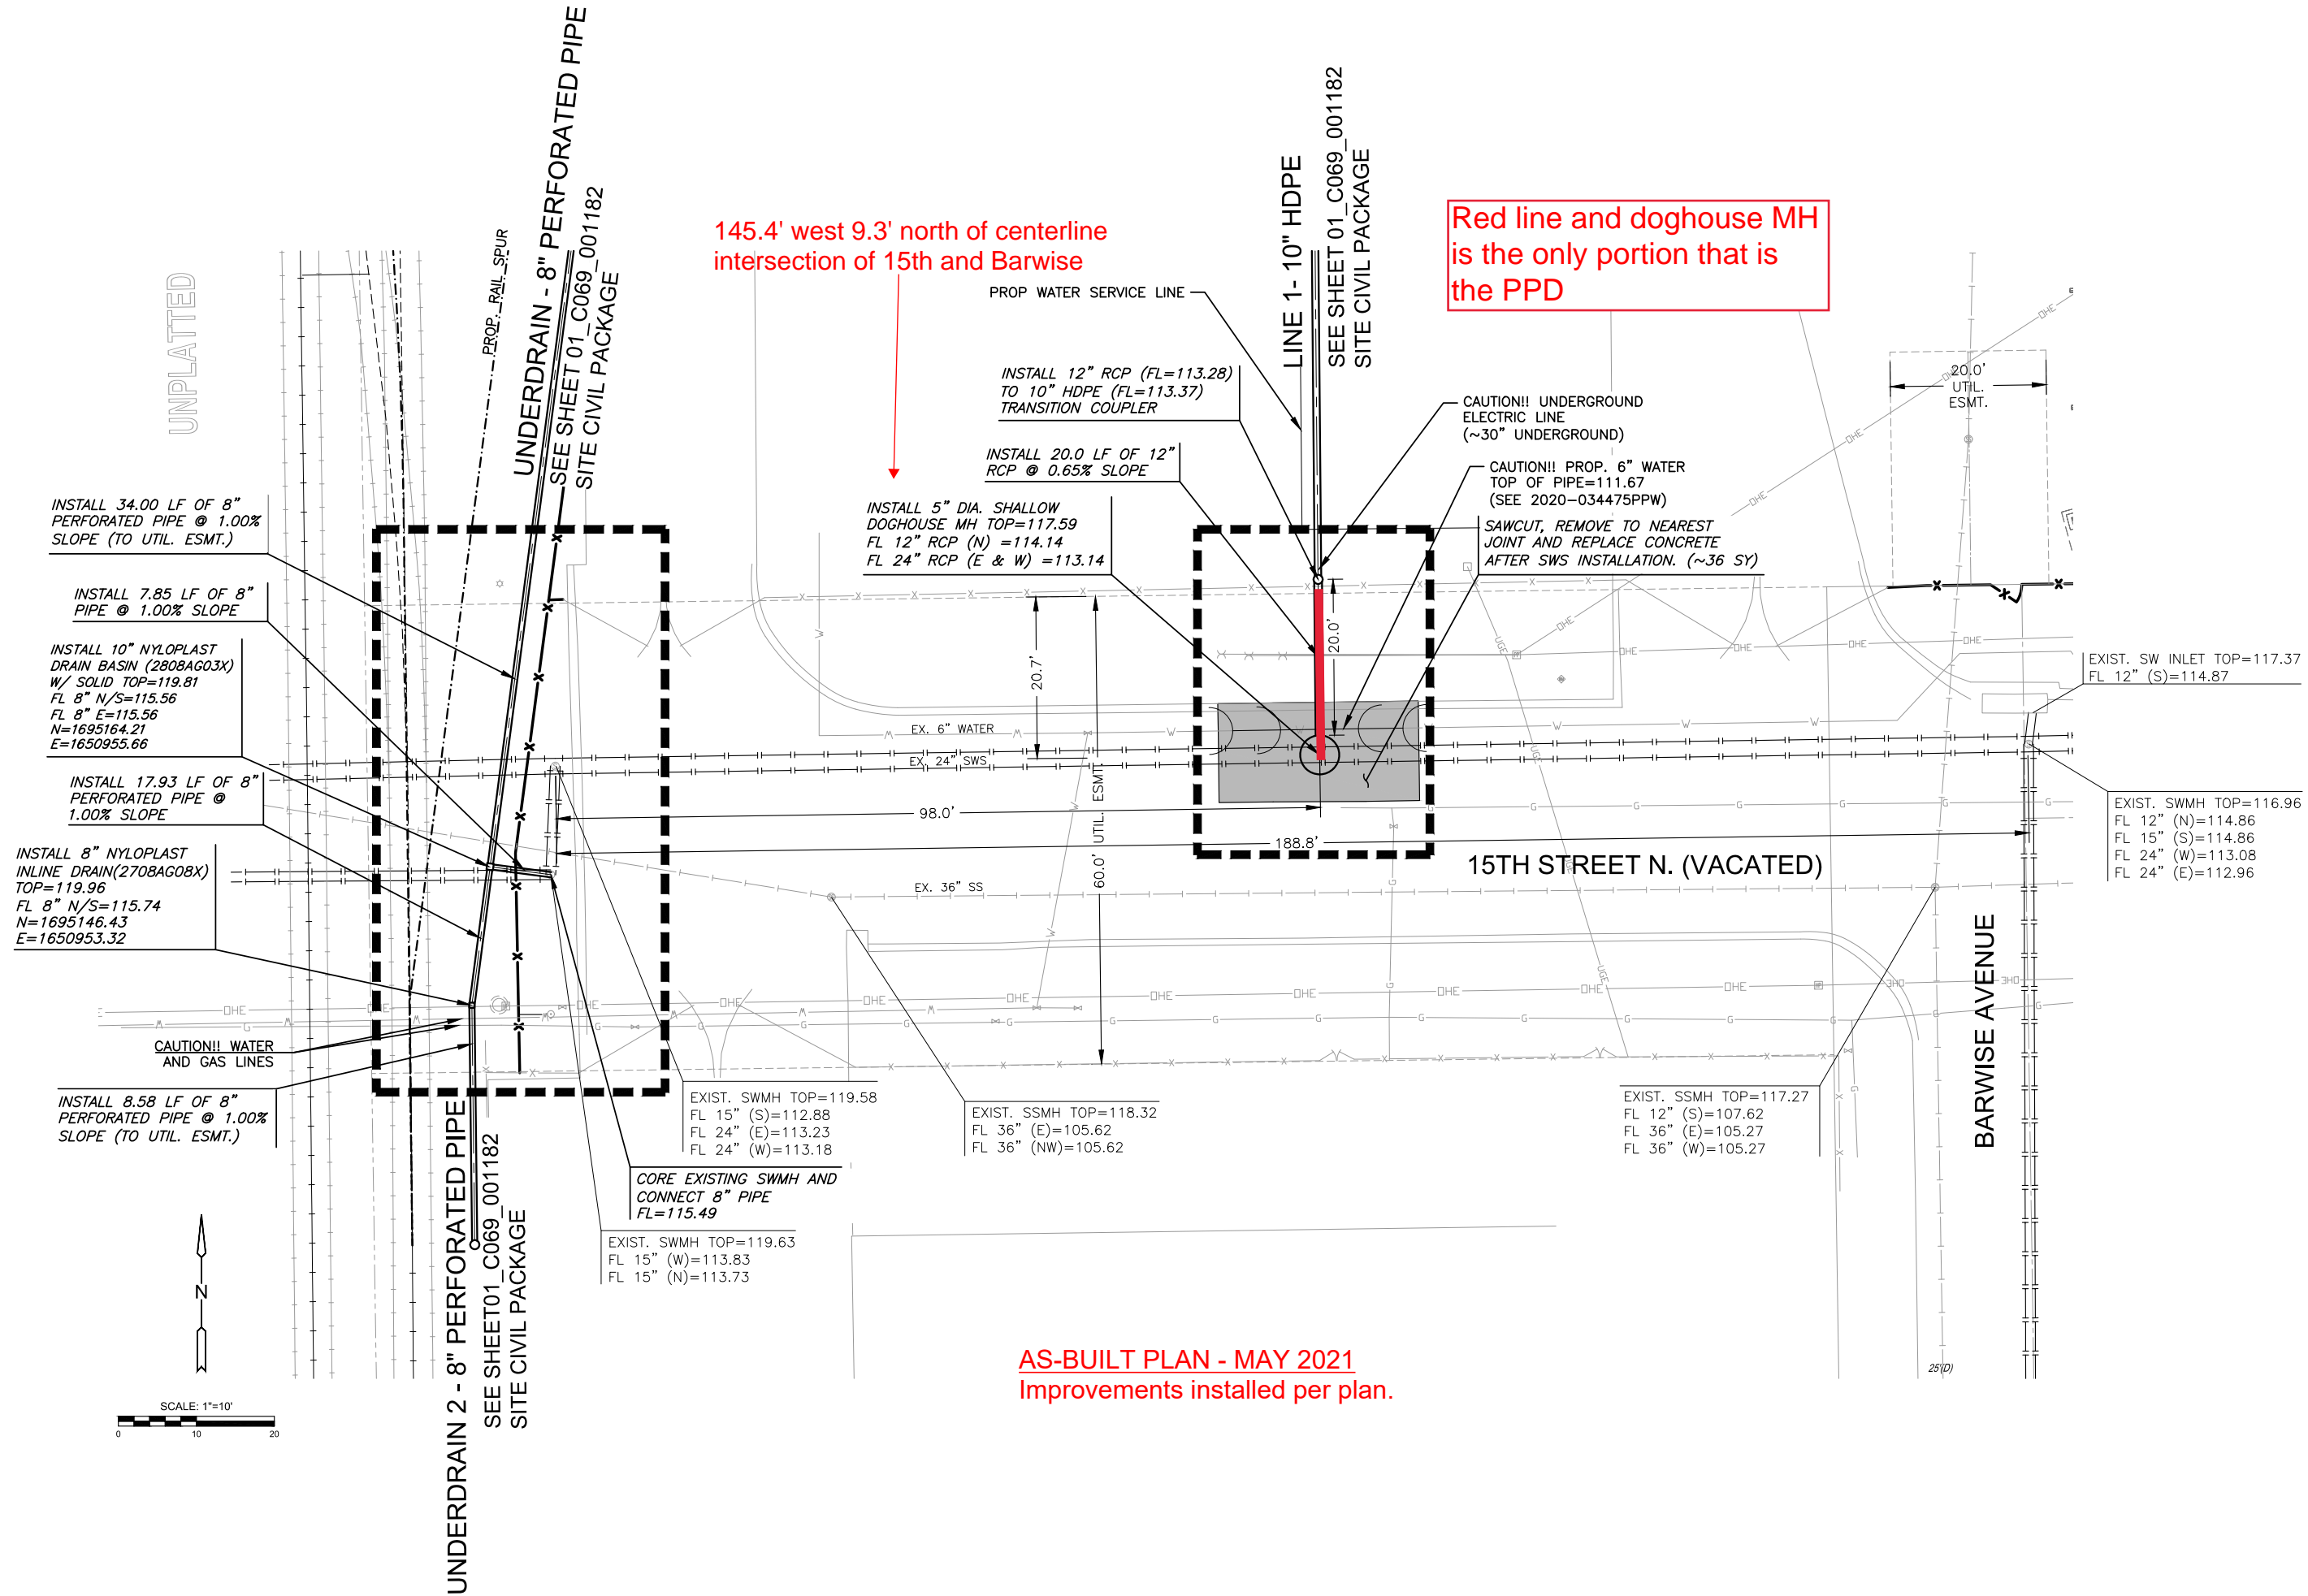 UNPLATTED
PROP. RAIL SPUR
UNDERDRAIN - 8" PERFORATED PIPE
SEE SHEET 01_C069_001182
SITE CIVIL PACKAGE
145.4' west 9.3' north of centerline
intersection of 15th and Barwise
PROP WATER SERVICE LINE
LINE 1- 10" HDPE
SEE SHEET 01_C069_001182
SITE CIVIL PACKAGE
Red line and doghouse MH
is the only portion that is
the PPD
INSTALL 12" RCP (FL=113.28)
TO 10" HDPE (FL=113.37)
TRANSITION COUPLER
INSTALL 20.0 LF OF 12"
RCP @ 0.65% SLOPE
INSTALL 5" DIA. SHALLOW
DOGHOUSE MH TOP=117.59
FL 12" RCP (N) =114.14
FL 24" RCP (E & W) =113.14
CAUTION!! UNDERGROUND
ELECTRIC LINE
(~30" UNDERGROUND)
CAUTION!! PROP. 6" WATER
TOP OF PIPE=111.67
(SEE 2020-034475PPW)
SAWCUT, REMOVE TO NEAREST
JOINT AND REPLACE CONCRETE
AFTER SWS INSTALLATION. (~36 SY)
20.0'
UTIL.
ESMT.
INSTALL 34.00 LF OF 8"
PERFORATED PIPE @ 1.00%
SLOPE (TO UTIL. ESMT.)
INSTALL 7.85 LF OF 8"
PIPE @ 1.00% SLOPE
INSTALL 10" NYLOPLAST
DRAIN BASIN (2808AG03X)
W/ SOLID TOP=119.81
FL 8" N/S=115.56
FL 8" E=115.56
N=1695164.21
E=1650955.66
INSTALL 17.93 LF OF 8"
PERFORATED PIPE @
1.00% SLOPE
INSTALL 8" NYLOPLAST
INLINE DRAIN(2708AG08X)
TOP=119.96
FL 8" N/S=115.74
N=1695146.43
E=1650953.32
CAUTION!! WATER
AND GAS LINES
INSTALL 8.58 LF OF 8"
PERFORATED PIPE @ 1.00%
SLOPE (TO UTIL. ESMT.)
20.7'
20.0'
EX. 6" WATER
EX. 24" SWS
98.0'
188.8'
60.0' UTIL. ESMT.
EX. 36" SS
15TH STREET N. (VACATED)
BARWISE AVENUE
EXIST. SW INLET TOP=117.37
FL 12" (S)=114.87
EXIST. SWMH TOP=116.96
FL 12" (N)=114.86
FL 15" (S)=114.86
FL 24" (W)=113.08
FL 24" (E)=112.96
EXIST. SWMH TOP=119.58
FL 15" (S)=112.88
FL 24" (E)=113.23
FL 24" (W)=113.18
CORE EXISTING SWMH AND
CONNECT 8" PIPE
FL=115.49
EXIST. SWMH TOP=119.63
FL 15" (W)=113.83
FL 15" (N)=113.73
EXIST. SSMH TOP=118.32
FL 36" (E)=105.62
FL 36" (NW)=105.62
EXIST. SSMH TOP=117.27
FL 12" (S)=107.62
FL 36" (E)=105.27
FL 36" (W)=105.27
UNDERDRAIN 2 - 8" PERFORATED PIPE
SEE SHEET01_C069_001182
SITE CIVIL PACKAGE
N
SCALE: 1"=10'
0 10 20
AS-BUILT PLAN - MAY 2021
Improvements installed per plan.
25'(D)